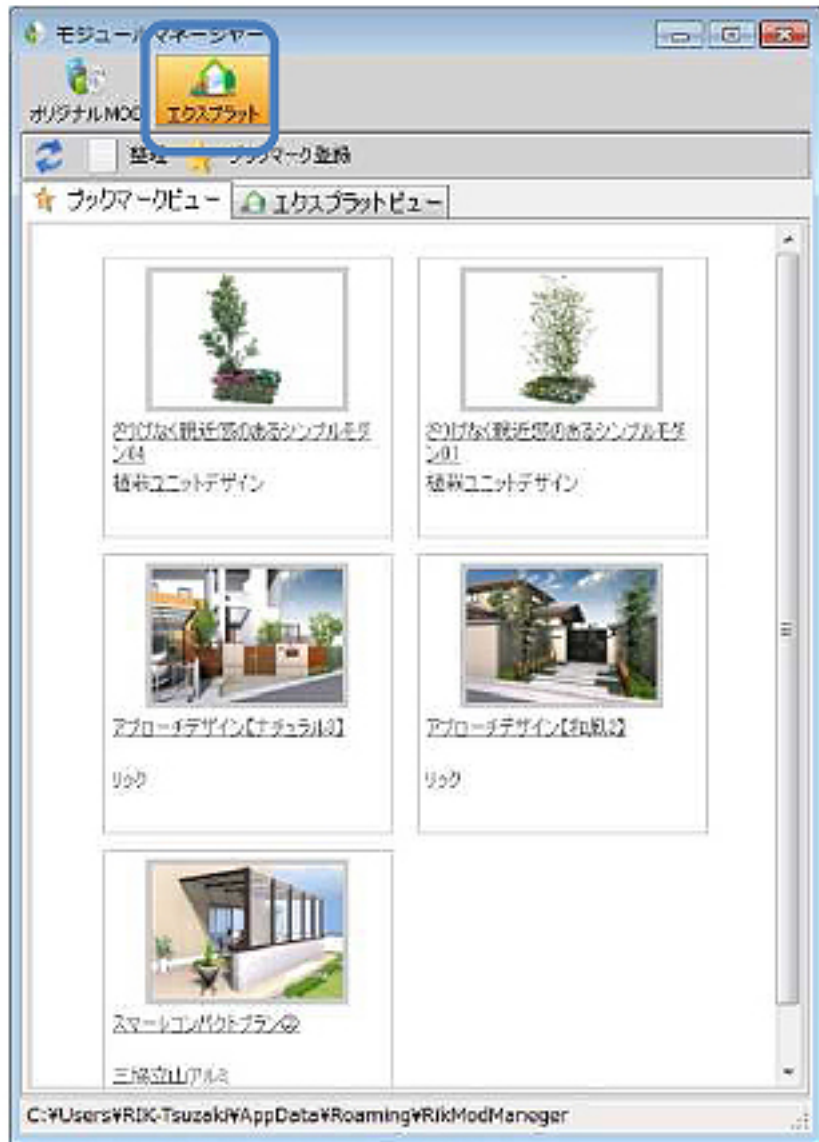 モジュールマネージャー
オリジナルMOD
エクスプラット
整理
ブックマーク登録
ブックマークビュー
エクスプラットビュー
さりげなく親近感のあるシンプルモダ
ン04
植栽ユニットデザイン
さりげなく親近感のあるシンプルモダ
ン01
植栽ユニットデザイン
アプローチデザイン【ナチュラル3】
リック
アプローチデザイン【和風2】
リック
スマーレコンパクトプラン②
三協立山アルミ
C:¥Users¥RIK-Tsuzaki¥AppData¥Roaming¥RikModManeger